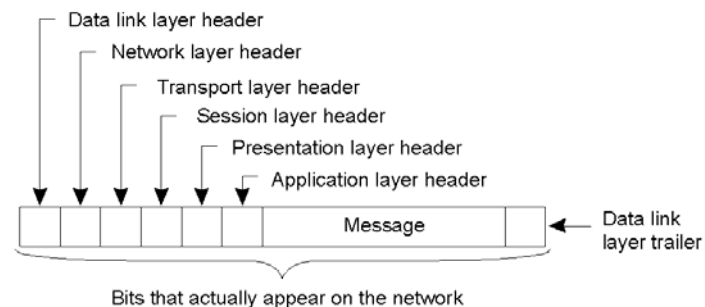 Data link layer header
Network layer header
Transport layer header
Session layer header
Presentation layer header
Application layer header
Message
Data link
layer trailer
Bits that actually appear on the network